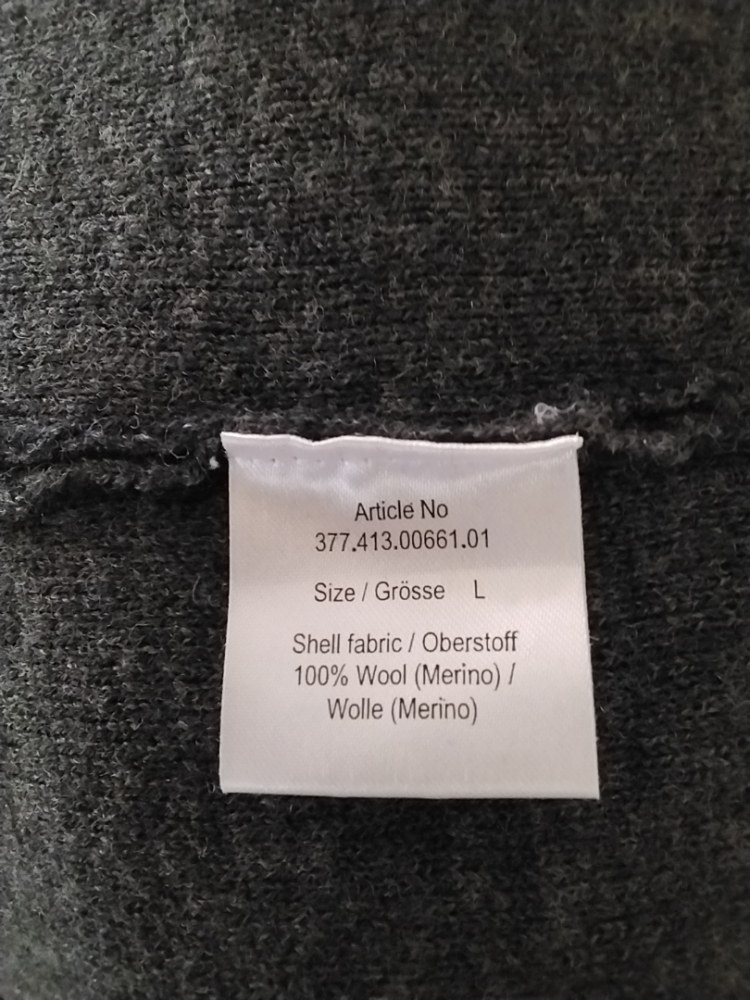 Article No
377.413.00661.01
Size / Grösse L
Shell fabric / Oberstoff
100% Wool (Merino) /
Wolle (Merino)